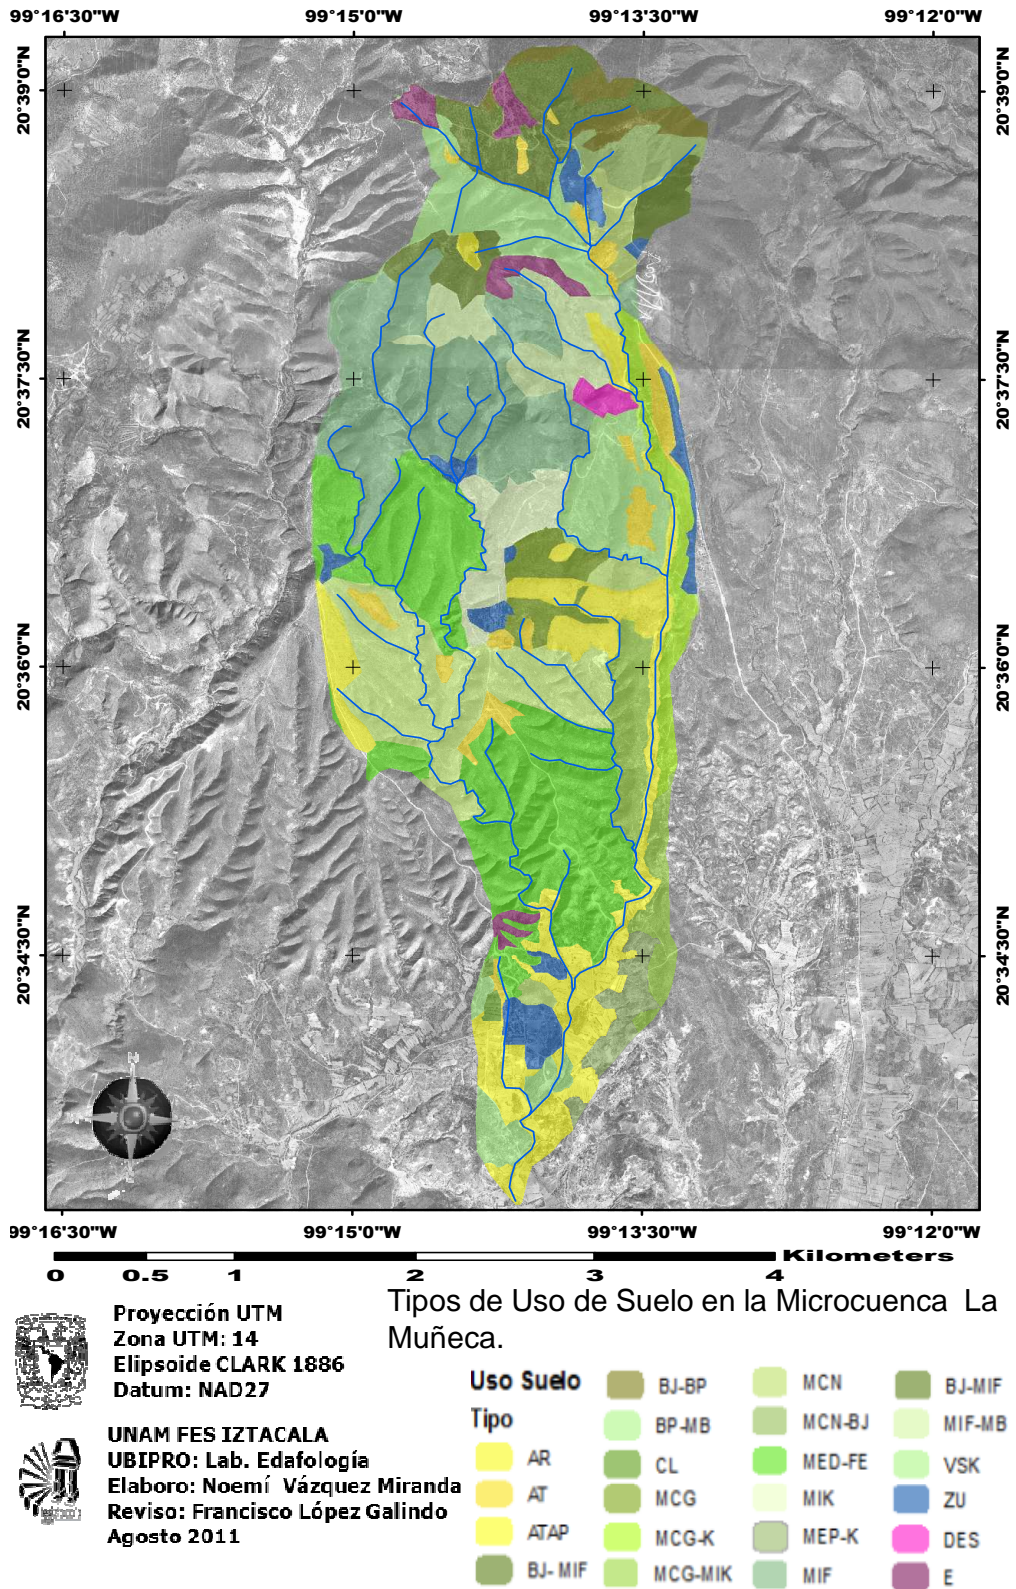 99°16'30"W 99°15'0"W 99°13'30"W 99°12'0"W
20°39'0"N 20°39'0"N
20°37'30"N 20°37'30"N
20°36'0"N 20°36'0"N
20°34'30"N 20°34'30"N
99°16'30"W 99°15'0"W 99°13'30"W 99°12'0"W
Kilometers
0 0.5 1 2 3 4
Proyección UTM
Zona UTM: 14
Elipsoide CLARK 1886
Datum: NAD27
UNAM FES IZTACALA
UBIPRO: Lab. Edafología
Elaboro: Noemí Vázquez Miranda
Reviso: Francisco López Galindo
Agosto 2011
Tipos de Uso de Suelo en la Microcuenca La
Muñeca.
Uso Suelo
Tipo
AR
AT
ATAP
BJ- MIF
BJ-BP
BP-MB
CL
MCG
MCG-K
MCG-MIK
MCN
MCN-BJ
MED-FE
MIK
MEP-K
MIF
BJ-MIF
MIF-MB
VSK
ZU
DES
E